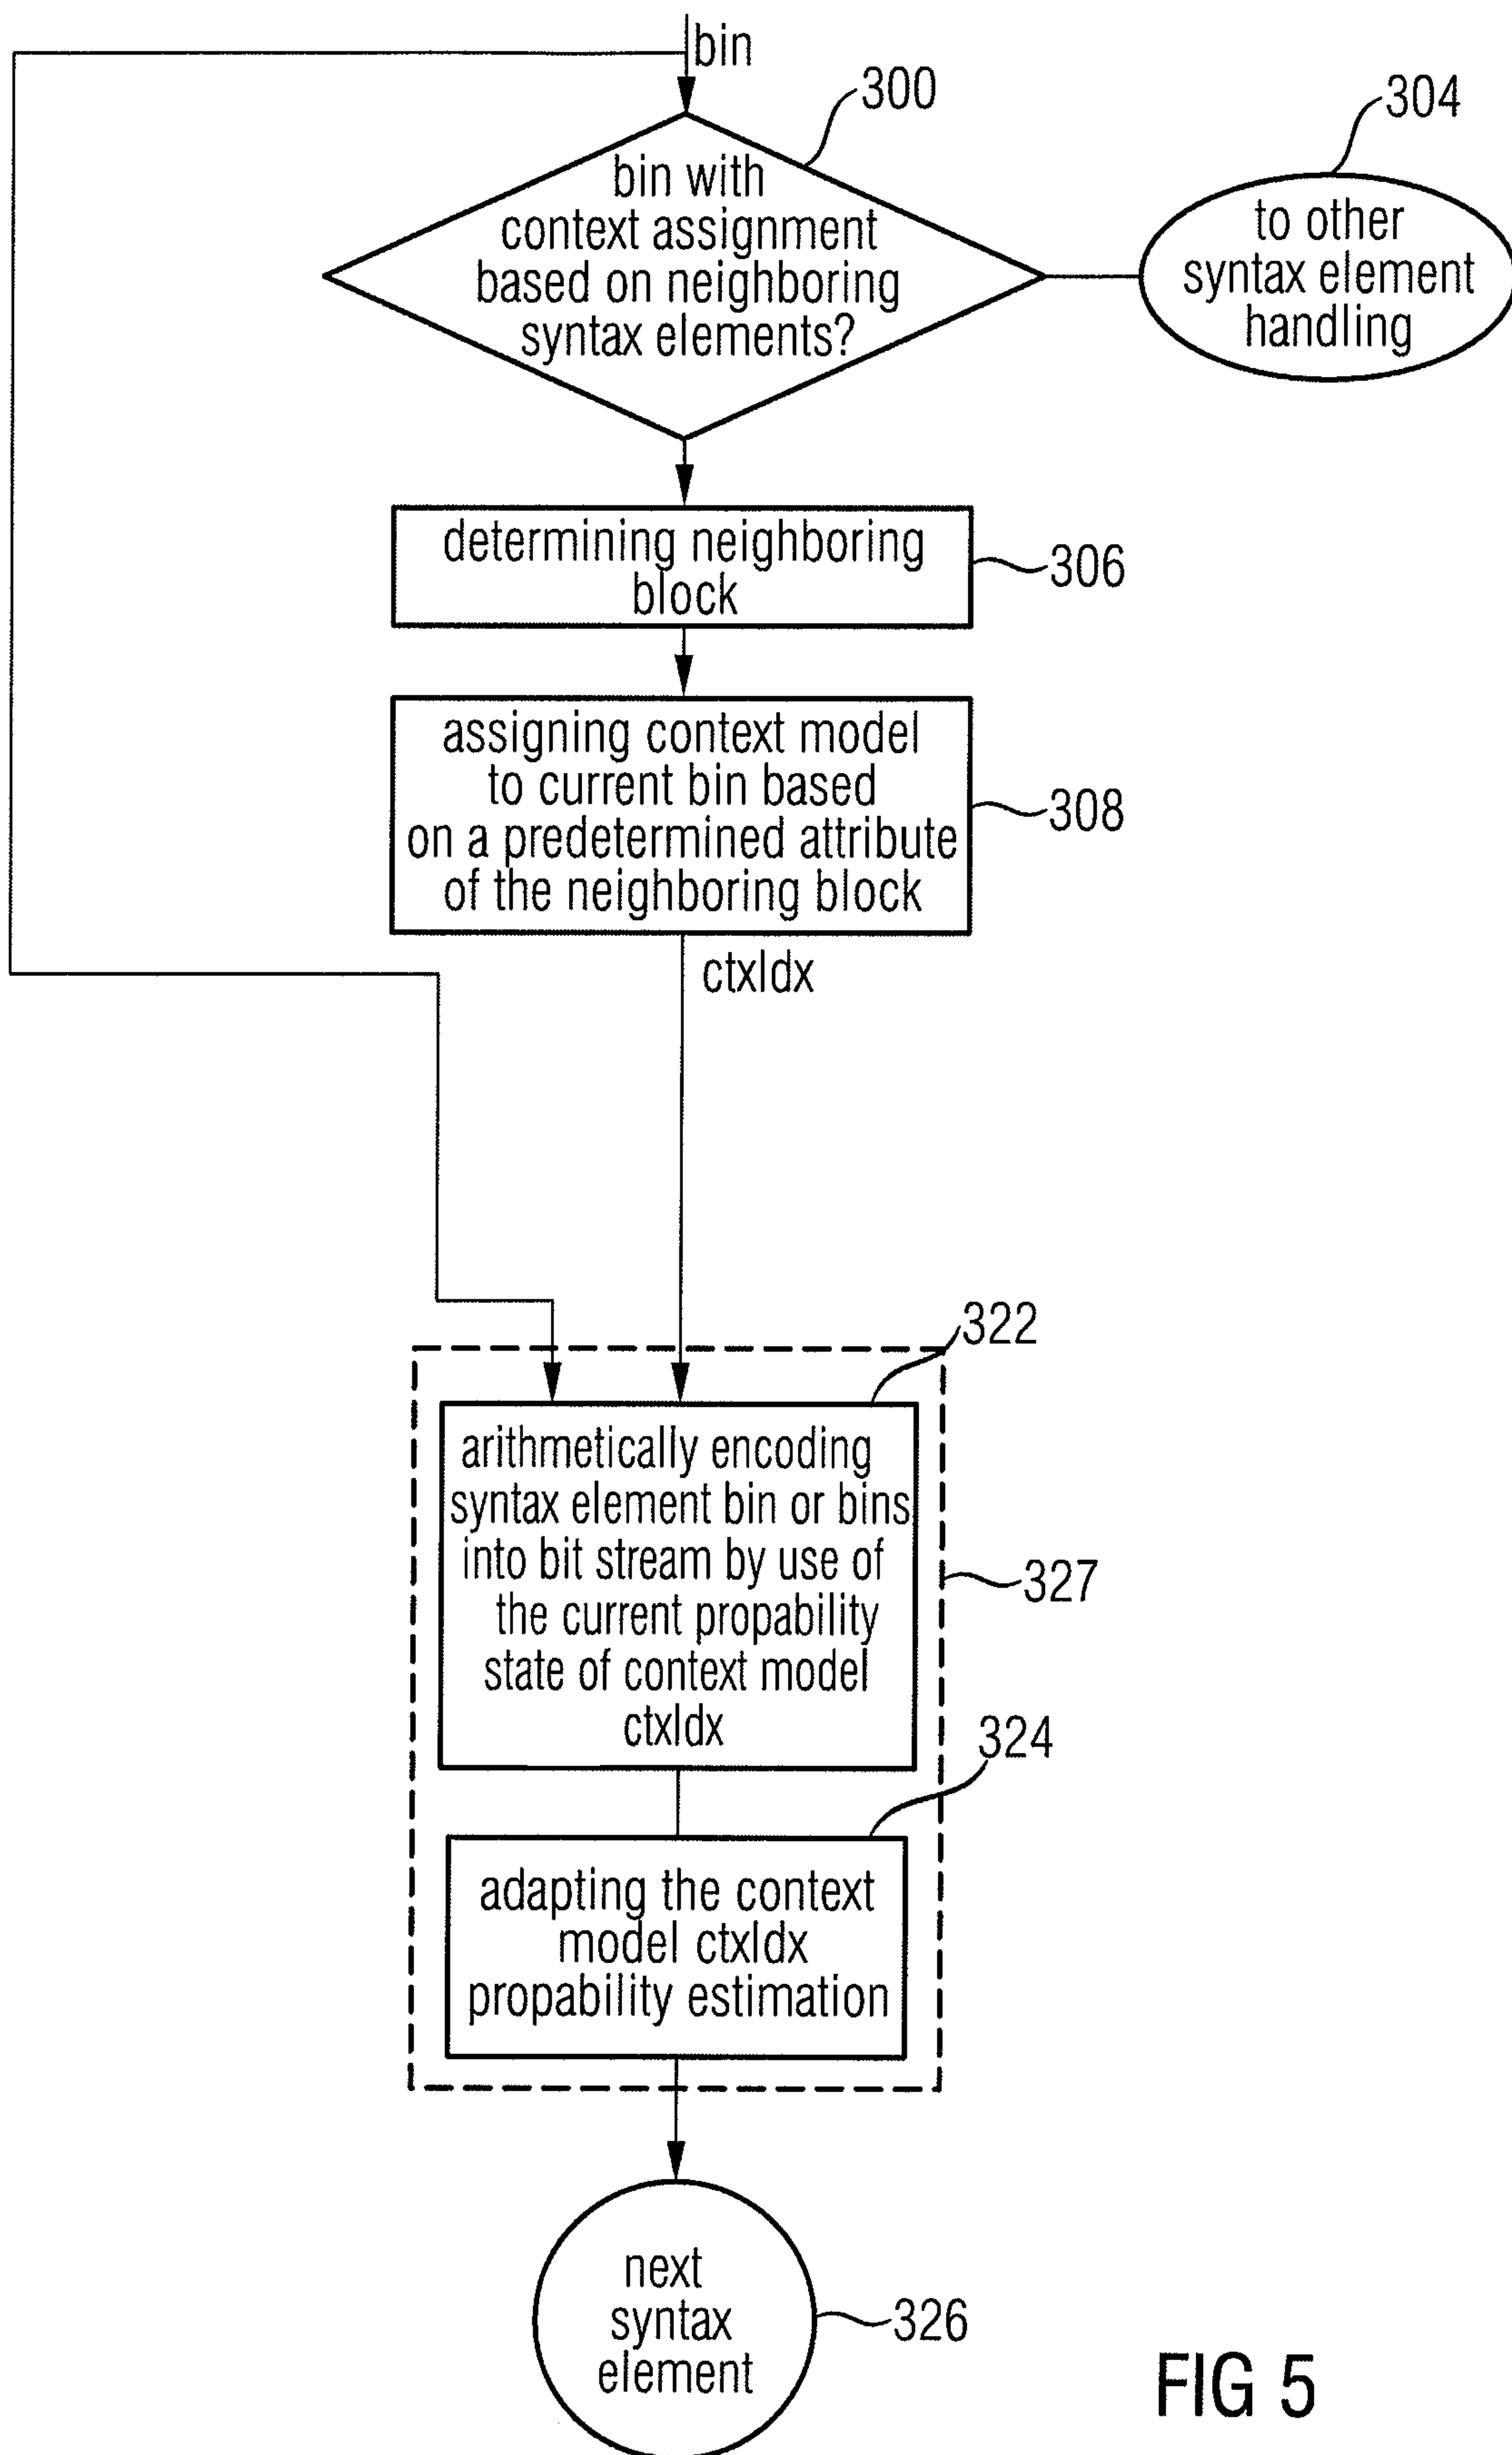 bin
300
304
bin with
context assignment
based on neighboring
syntax elements?
to other
syntax element
handling
determining neighboring
block
306
assigning context model
to current bin based
on a predetermined attribute
of the neighboring block
308
ctxIdx
322
arithmetically encoding
syntax element bin or bins
into bit stream by use of
the current propability
state of context model
ctxIdx
327
324
adapting the context
model ctxIdx
propability estimation
next
syntax
element
326
FIG 5